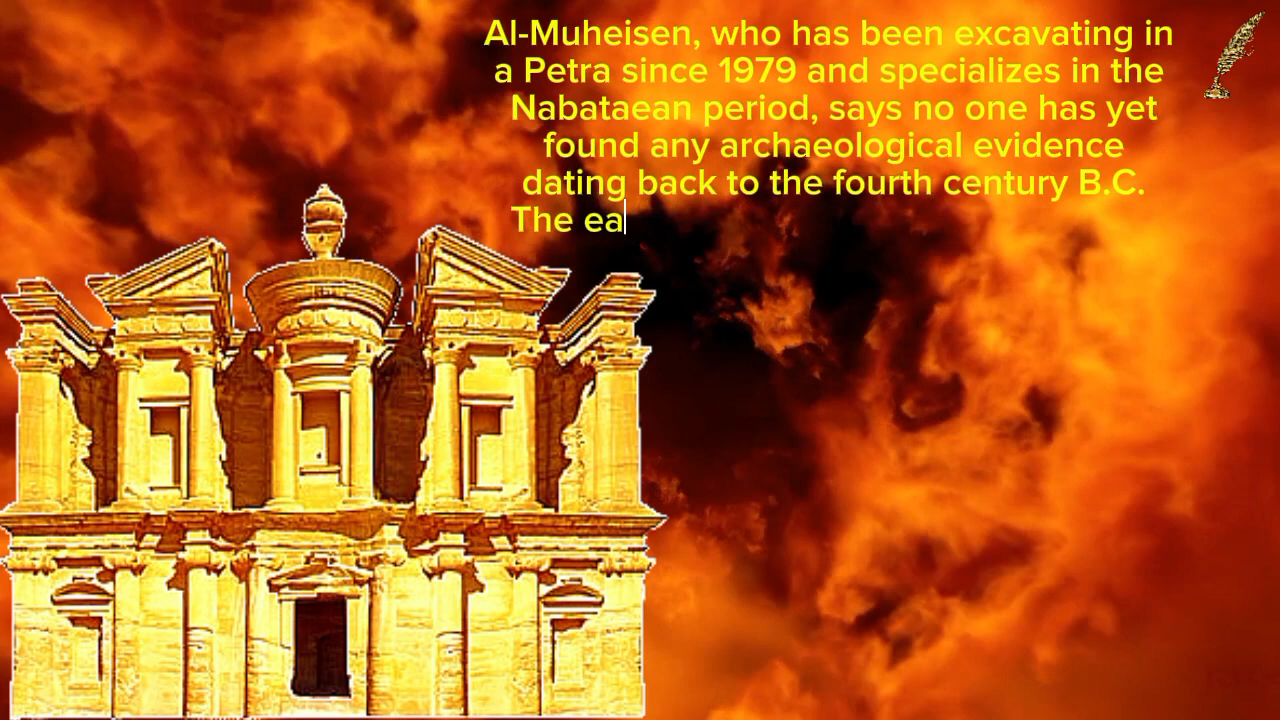 Al-Muheisen, who has been excavating in
a Petra since 1979 and specializes in the
Nabataean period, says no one has yet
found any archaeological evidence
dating back to the fourth century B.C.
The ea